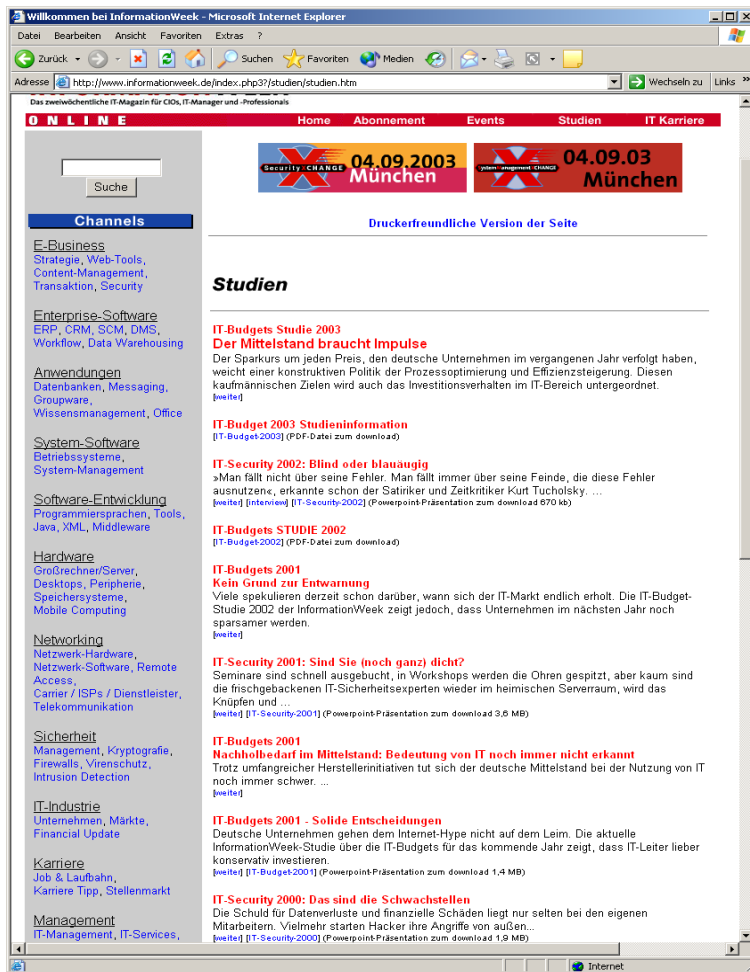 Willkommen bei InformationWeek - Microsoft Internet Explorer
Datei Bearbeiten Ansicht Favoriten Extras ?
Zurück Suchen Favoriten Medien
Adresse http://www.informationweek.de/index.php3?/studien/studien.htm Wechseln zu Links »
Das zweiwöchentliche IT-Magazin für CIOs, IT-Manager und -Professionals
ONLINE Home Abonnement Events Studien IT Karriere
Security XCHANGE 04.09.2003 München
System Management XCHANGE 04.09.03 München
Suche
Druckerfreundliche Version der Seite
Channels
E-Business
Strategie, Web-Tools,
Content-Management,
Transaktion, Security
Enterprise-Software
ERP, CRM, SCM, DMS,
Workflow, Data Warehousing
Anwendungen
Datenbanken, Messaging,
Groupware,
Wissensmanagement, Office
System-Software
Betriebssysteme,
System-Management
Software-Entwicklung
Programmiersprachen, Tools,
Java, XML, Middleware
Hardware
Großrechner/Server,
Desktops, Peripherie,
Speichersysteme,
Mobile Computing
Networking
Netzwerk-Hardware,
Netzwerk-Software, Remote
Access,
Carrier / ISPs / Dienstleister,
Telekommunikation
Sicherheit
Management, Kryptografie,
Firewalls, Virenschutz,
Intrusion Detection
IT-Industrie
Unternehmen, Märkte,
Financial Update
Karriere
Job & Laufbahn,
Karriere Tipp, Stellenmarkt
Management
IT-Management, IT-Services,
Studien
IT-Budgets Studie 2003
Der Mittelstand braucht Impulse
Der Sparkurs um jeden Preis, den deutsche Unternehmen im vergangenen Jahr verfolgt haben,
weicht einer konstruktiven Politik der Prozessoptimierung und Effizienzsteigerung. Diesen
kaufmännischen Zielen wird auch das Investitionsverhalten im IT-Bereich untergeordnet.
[weiter]
IT-Budget 2003 Studieninformation
[IT-Budget-2003] (PDF-Datei zum download)
IT-Security 2002: Blind oder blauäugig
»Man fällt nicht über seine Fehler. Man fällt immer über seine Feinde, die diese Fehler
ausnutzen«, erkannte schon der Satiriker und Zeitkritiker Kurt Tucholsky. ...
[weiter] [interview] [IT-Security-2002] (Powerpoint-Präsentation zum download 670 kb)
IT-Budgets STUDIE 2002
[IT-Budget-2002] (PDF-Datei zum download)
IT-Budgets 2001
Kein Grund zur Entwarnung
Viele spekulieren derzeit schon darüber, wann sich der IT-Markt endlich erholt. Die IT-Budget-
Studie 2002 der InformationWeek zeigt jedoch, dass Unternehmen im nächsten Jahr noch
sparsamer werden.
[weiter]
IT-Security 2001: Sind Sie (noch ganz) dicht?
Seminare sind schnell ausgebucht, in Workshops werden die Ohren gespitzt, aber kaum sind
die frischgebackenen IT-Sicherheitsexperten wieder im heimischen Serverraum, wird das
Knüpfen und ...
[weiter] [IT-Security-2001] (Powerpoint-Präsentation zum download 3,6 MB)
IT-Budgets 2001
Nachholbedarf im Mittelstand: Bedeutung von IT noch immer nicht erkannt
Trotz umfangreicher Herstellerinitiativen tut sich der deutsche Mittelstand bei der Nutzung von IT
noch immer schwer. ...
[weiter]
IT-Budgets 2001 - Solide Entscheidungen
Deutsche Unternehmen gehen dem Internet-Hype nicht auf dem Leim. Die aktuelle
InformationWeek-Studie über die IT-Budgets für das kommende Jahr zeigt, dass IT-Leiter lieber
konservativ investieren.
[weiter] [IT-Budget-2001] (Powerpoint-Präsentation zum download 1,4 MB)
IT-Security 2000: Das sind die Schwachstellen
Die Schuld für Datenverluste und finanzielle Schäden liegt nur selten bei den eigenen
Mitarbeitern. Vielmehr starten Hacker ihre Angriffe von außen...
[weiter] [IT-Security-2000] (Powerpoint-Präsentation zum download 1,9 MB)
Internet